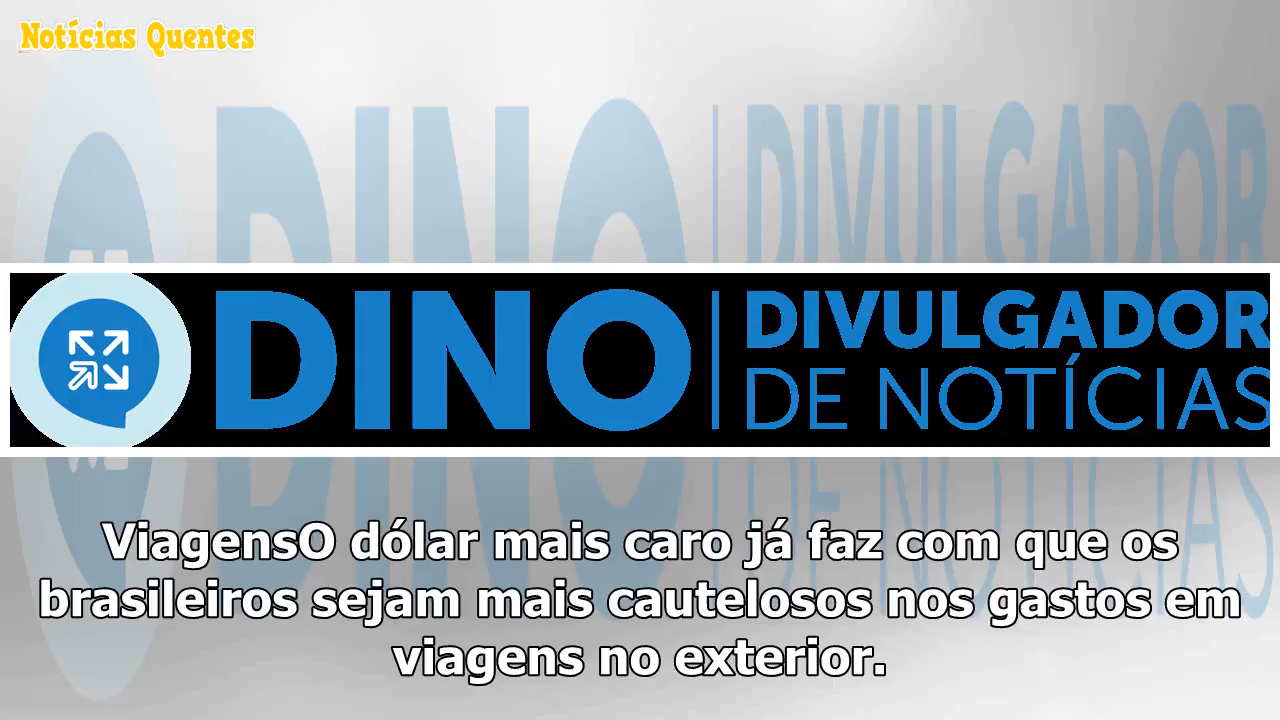 Notícias Quentes
DINO
DIVULGADOR
DE NOTÍCIAS
ViagensO dólar mais caro já faz com que os
brasileiros sejam mais cautelosos nos gastos em
viagens no exterior.